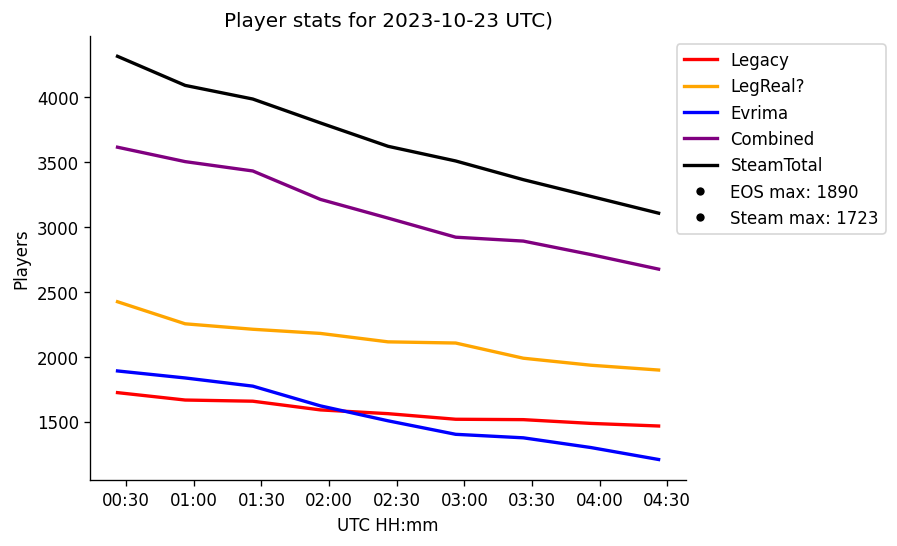 Player stats for 2023-10-23 UTC)
Legacy
LegReal?
Evrima
Combined
SteamTotal
EOS max: 1890
Steam max: 1723
Players
4000
3500
3000
2500
2000
1500
00:30 01:00 01:30 02:00 02:30 03:00 03:30 04:00 04:30
UTC HH:mm